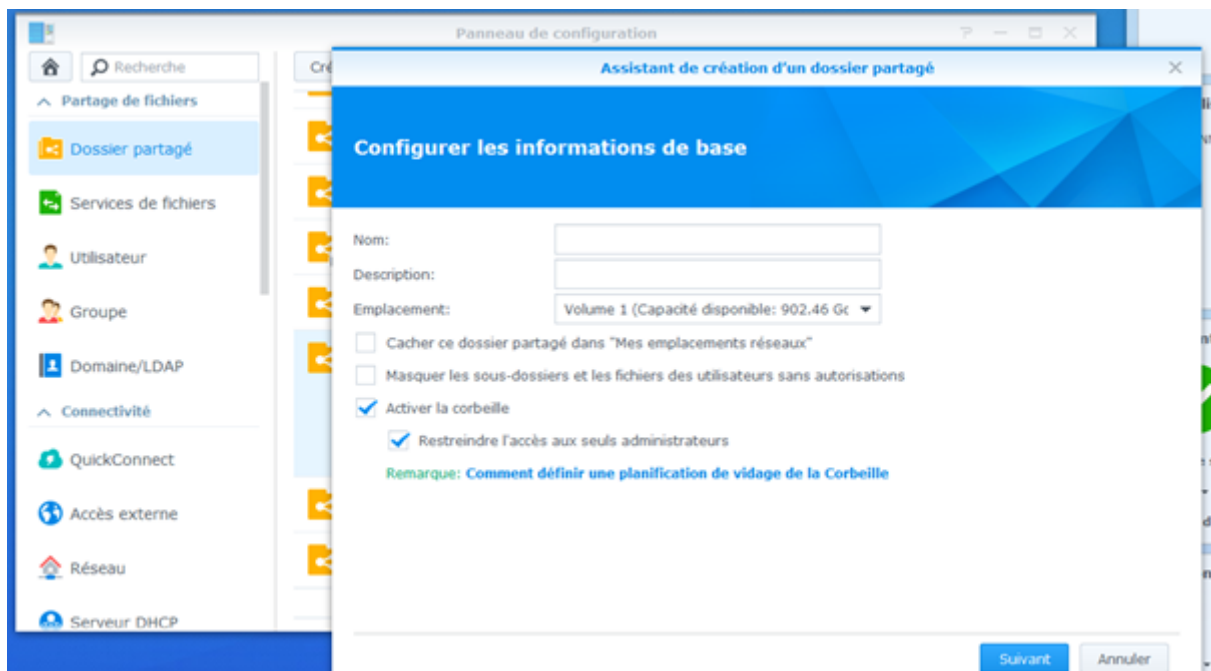 Panneau de configuration
Recherche
Cré
Partage de fichiers
Dossier partagé
Services de fichiers
Utilisateur
Groupe
Domaine/LDAP
Connectivité
QuickConnect
Accès externe
Réseau
Serveur DHCP
Assistant de création d'un dossier partagé
Configurer les informations de base
Nom:
Description:
Emplacement: Volume 1 (Capacité disponible: 902.46 Go
Cacher ce dossier partagé dans "Mes emplacements réseaux"
Masquer les sous-dossiers et les fichiers des utilisateurs sans autorisations
Activer la corbeille
Restreindre l'accès aux seuls administrateurs
Remarque: Comment définir une planification de vidage de la Corbeille
Suivant Annuler